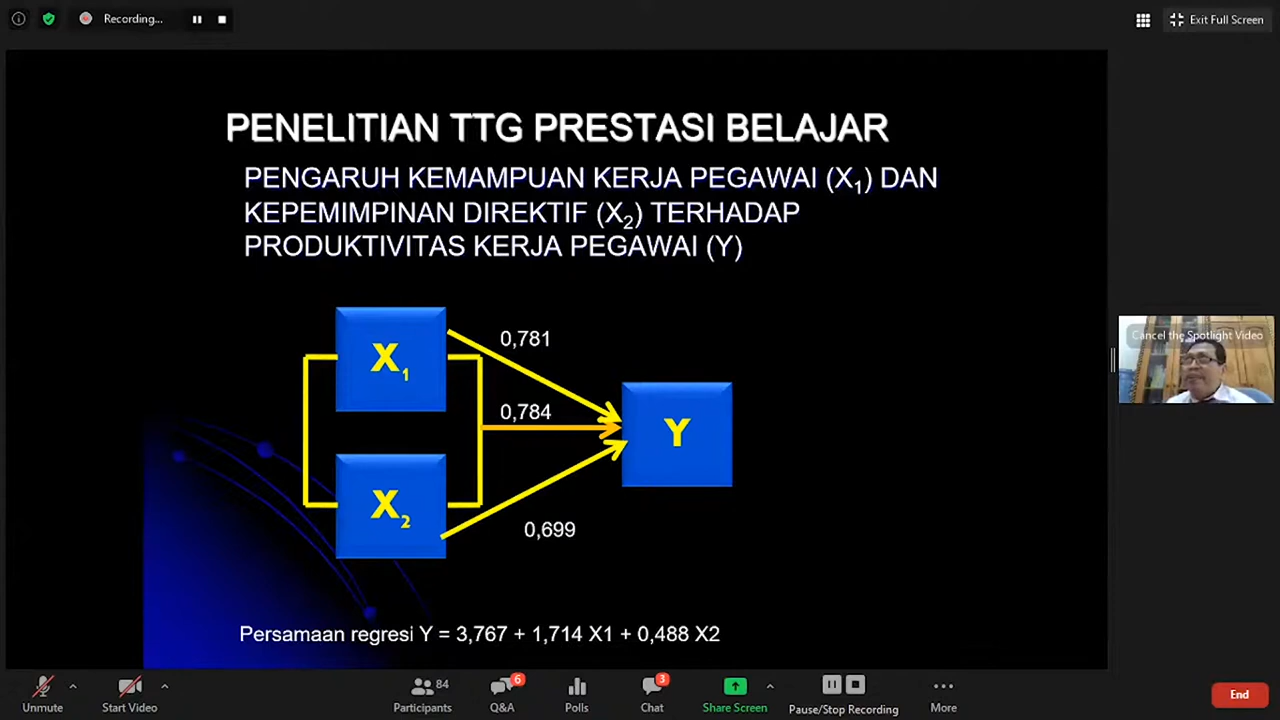 Recording...
Exit Full Screen
PENELITIAN TTG PRESTASI BELAJAR
PENGARUH KEMAMPUAN KERJA PEGAWAI (X₁) DAN
KEPEMIMPINAN DIREKTIF (X₂) TERHADAP
PRODUKTIVITAS KERJA PEGAWAI (Y)
X₁
0,781
0,784
Y
X₂
0,699
Cancel the Spotlight Video
Persamaan regresi Y = 3,767 + 1,714 X1 + 0,488 X2
Unmute
Start Video
84
Participants
6
Q&A
Polls
3
Chat
Share Screen
Pause/Stop Recording
More
End